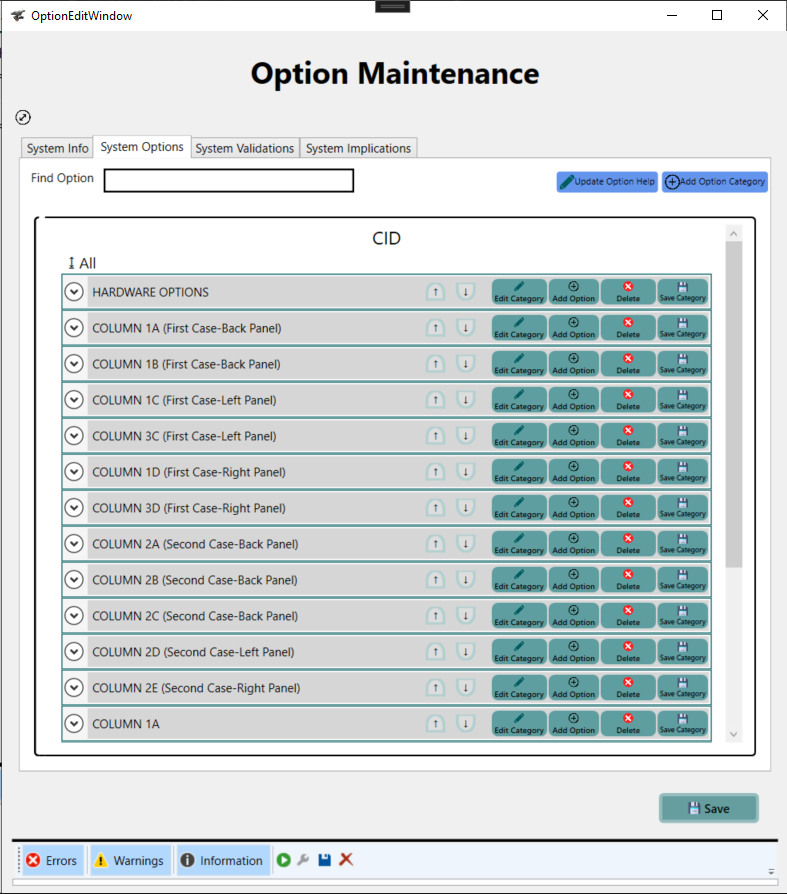 OptionEditWindow
Option Maintenance
System Info System Options System Validations System Implications
Find Option Update Option Help Add Option Category
CID
All
HARDWARE OPTIONS ↑ ↓ Edit Category Add Option Delete Save Category
COLUMN 1A (First Case-Back Panel) ↑ ↓ Edit Category Add Option Delete Save Category
COLUMN 1B (First Case-Back Panel) ↑ ↓ Edit Category Add Option Delete Save Category
COLUMN 1C (First Case-Left Panel) ↑ ↓ Edit Category Add Option Delete Save Category
COLUMN 3C (First Case-Left Panel) ↑ ↓ Edit Category Add Option Delete Save Category
COLUMN 1D (First Case-Right Panel) ↑ ↓ Edit Category Add Option Delete Save Category
COLUMN 3D (First Case-Right Panel) ↑ ↓ Edit Category Add Option Delete Save Category
COLUMN 2A (Second Case-Back Panel) ↑ ↓ Edit Category Add Option Delete Save Category
COLUMN 2B (Second Case-Back Panel) ↑ ↓ Edit Category Add Option Delete Save Category
COLUMN 2C (Second Case-Back Panel) ↑ ↓ Edit Category Add Option Delete Save Category
COLUMN 2D (Second Case-Left Panel) ↑ ↓ Edit Category Add Option Delete Save Category
COLUMN 2E (Second Case-Right Panel) ↑ ↓ Edit Category Add Option Delete Save Category
COLUMN 1A ↑ ↓ Edit Category Add Option Delete Save Category
Save
Errors Warnings Information